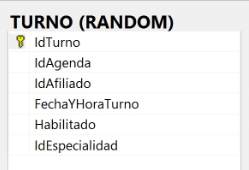 TURNO (RANDOM)
IdTurno
IdAgenda
IdAfiliado
FechaYHoraTurno
Habilitado
IdEspecialidad